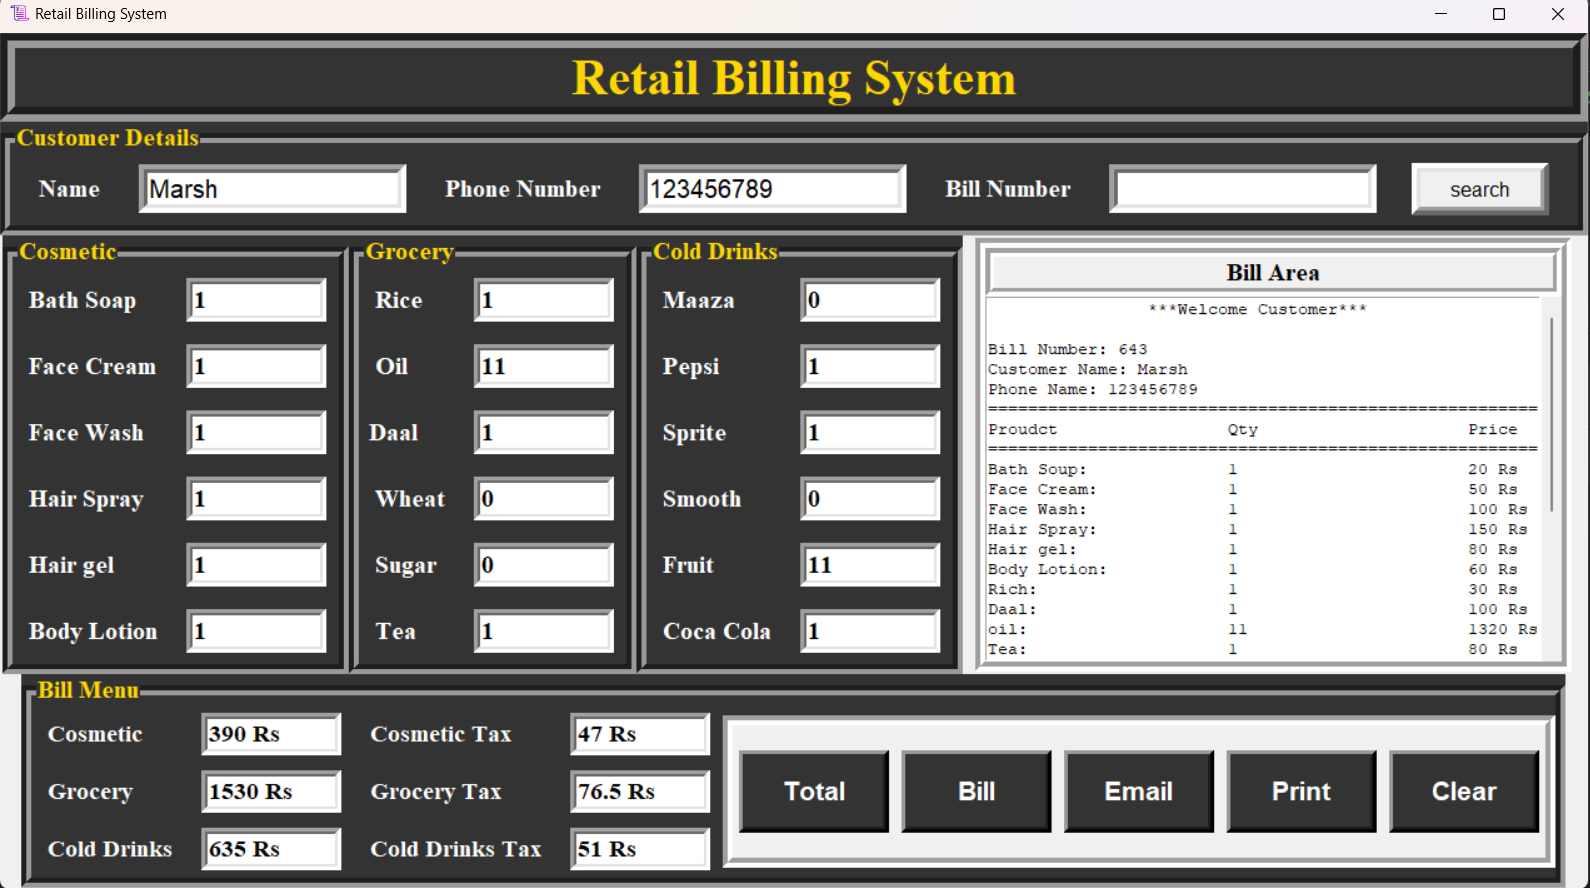 Retail Billing System
Retail Billing System
Customer Details
Name Marsh Phone Number 123456789 Bill Number search
Cosmetic
Bath Soap 1
Face Cream 1
Face Wash 1
Hair Spray 1
Hair gel 1
Body Lotion 1
Grocery
Rice 1
Oil 11
Daal 1
Wheat 0
Sugar 0
Tea 1
Cold Drinks
Maaza 0
Pepsi 1
Sprite 1
Smooth 0
Fruit 11
Coca Cola 1
Bill Area
***Welcome Customer***
Bill Number: 643
Customer Name: Marsh
Phone Name: 123456789
=======================================================
Proudct Qty Price
=======================================================
Bath Soup: 1 20 Rs
Face Cream: 1 50 Rs
Face Wash: 1 100 Rs
Hair Spray: 1 150 Rs
Hair gel: 1 80 Rs
Body Lotion: 1 60 Rs
Rich: 1 30 Rs
Daal: 1 100 Rs
oil: 11 1320 Rs
Tea: 1 80 Rs
Bill Menu
Cosmetic 390 Rs Cosmetic Tax 47 Rs
Grocery 1530 Rs Grocery Tax 76.5 Rs
Cold Drinks 635 Rs Cold Drinks Tax 51 Rs
Total Bill Email Print Clear